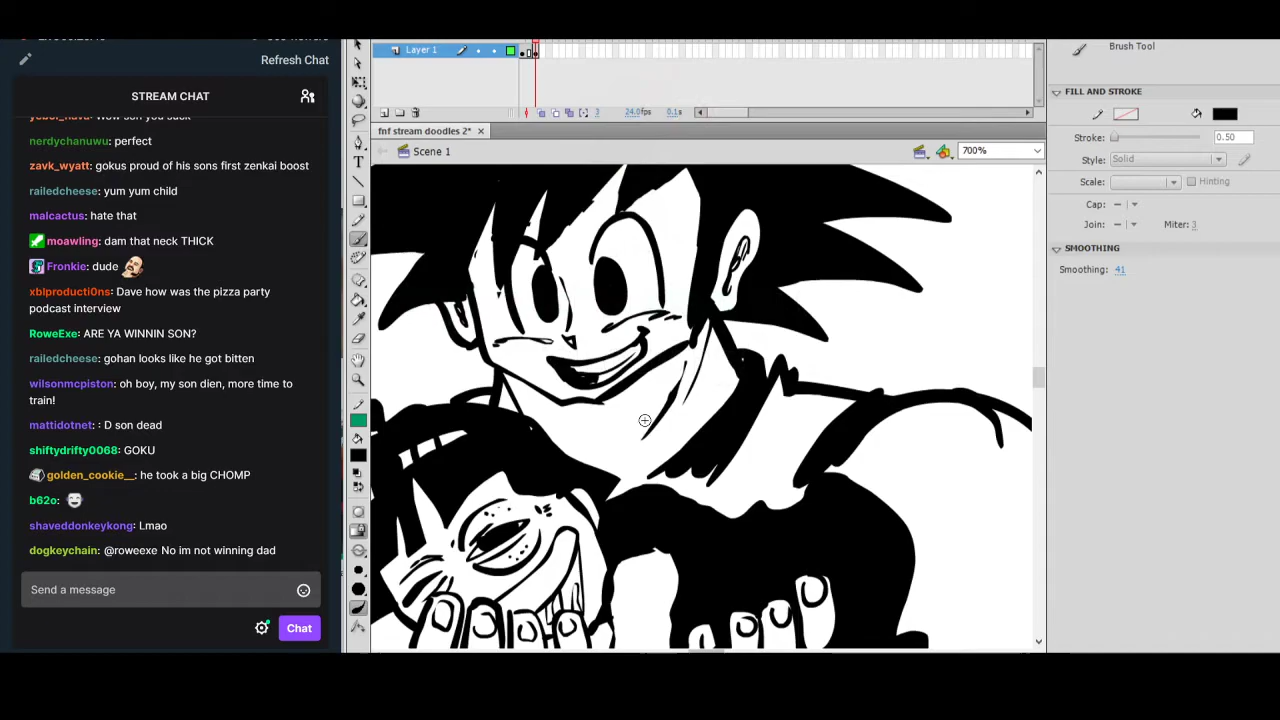 Refresh Chat
STREAM CHAT
nerdychanuwu: perfect
zavk_wyatt: gokus proud of his sons first zenkai boost
railedcheese: yum yum child
malcactus: hate that
moawling: dam that neck THICK
Fronkie: dude
xblproducti0ns: Dave how was the pizza party
podcast interview
RoweExe: ARE YA WINNIN SON?
railedcheese: gohan looks like he got bitten
wilsonmcpiston: oh boy, my son dien, more time to
train!
mattidotnet: : D son dead
shiftydrifty0068: GOKU
golden_cookie__: he took a big CHOMP
b62o:
shaveddonkeykong: Lmao
dogkeychain: @roweexe No im not winning dad
Send a message
Chat
Layer 1
3 24.0fps 0.1s
fnf stream doodles 2*
Scene 1
700%
T
Brush Tool
FILL AND STROKE
Stroke: 0.50
Style: Solid
Scale: Hinting
Cap:
Join: Miter: 3
SMOOTHING
Smoothing: 41